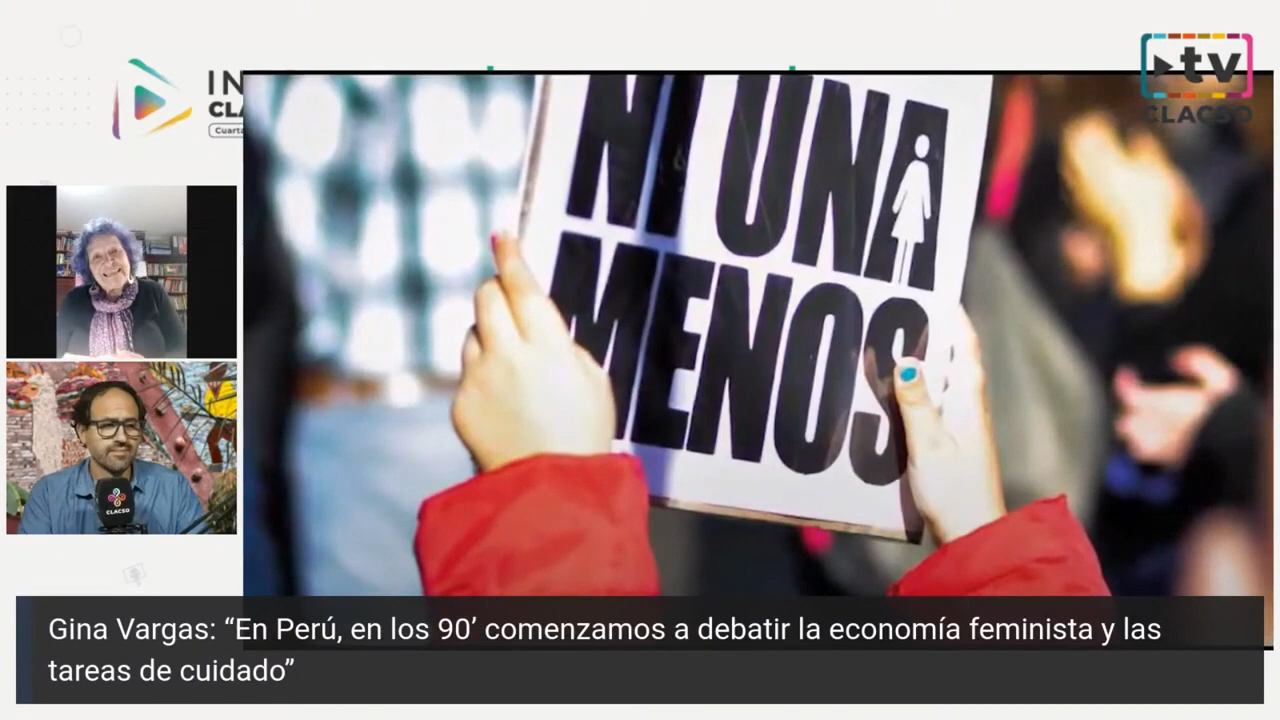 tv
CLACSO
NI UNA
MENOS
CLACSO
Gina Vargas: “En Perú, en los 90’ comenzamos a debatir la economía feminista y las
tareas de cuidado”